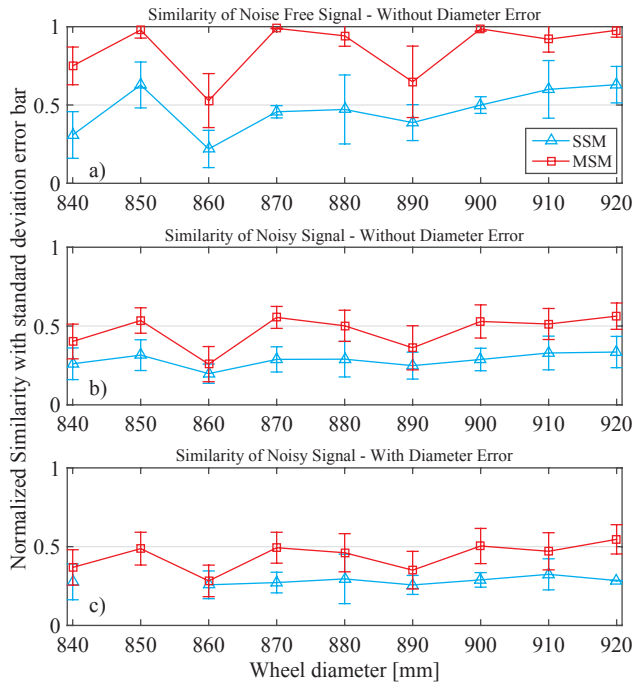 Similarity of Noise Free Signal - Without Diameter Error
1
0.5
1
a)
SSM
MSM
840 850 860 870 880 890 900 910 920
Similarity of Noisy Signal - Without Diameter Error
1
0.5
0
b)
840 850 860 870 880 890 900 910 920
Similarity of Noisy Signal - With Diameter Error
1
0.5
0
c)
840 850 860 870 880 890 900 910 920
Wheel diameter [mm]
Normalized Similarity with standard deviation error bar